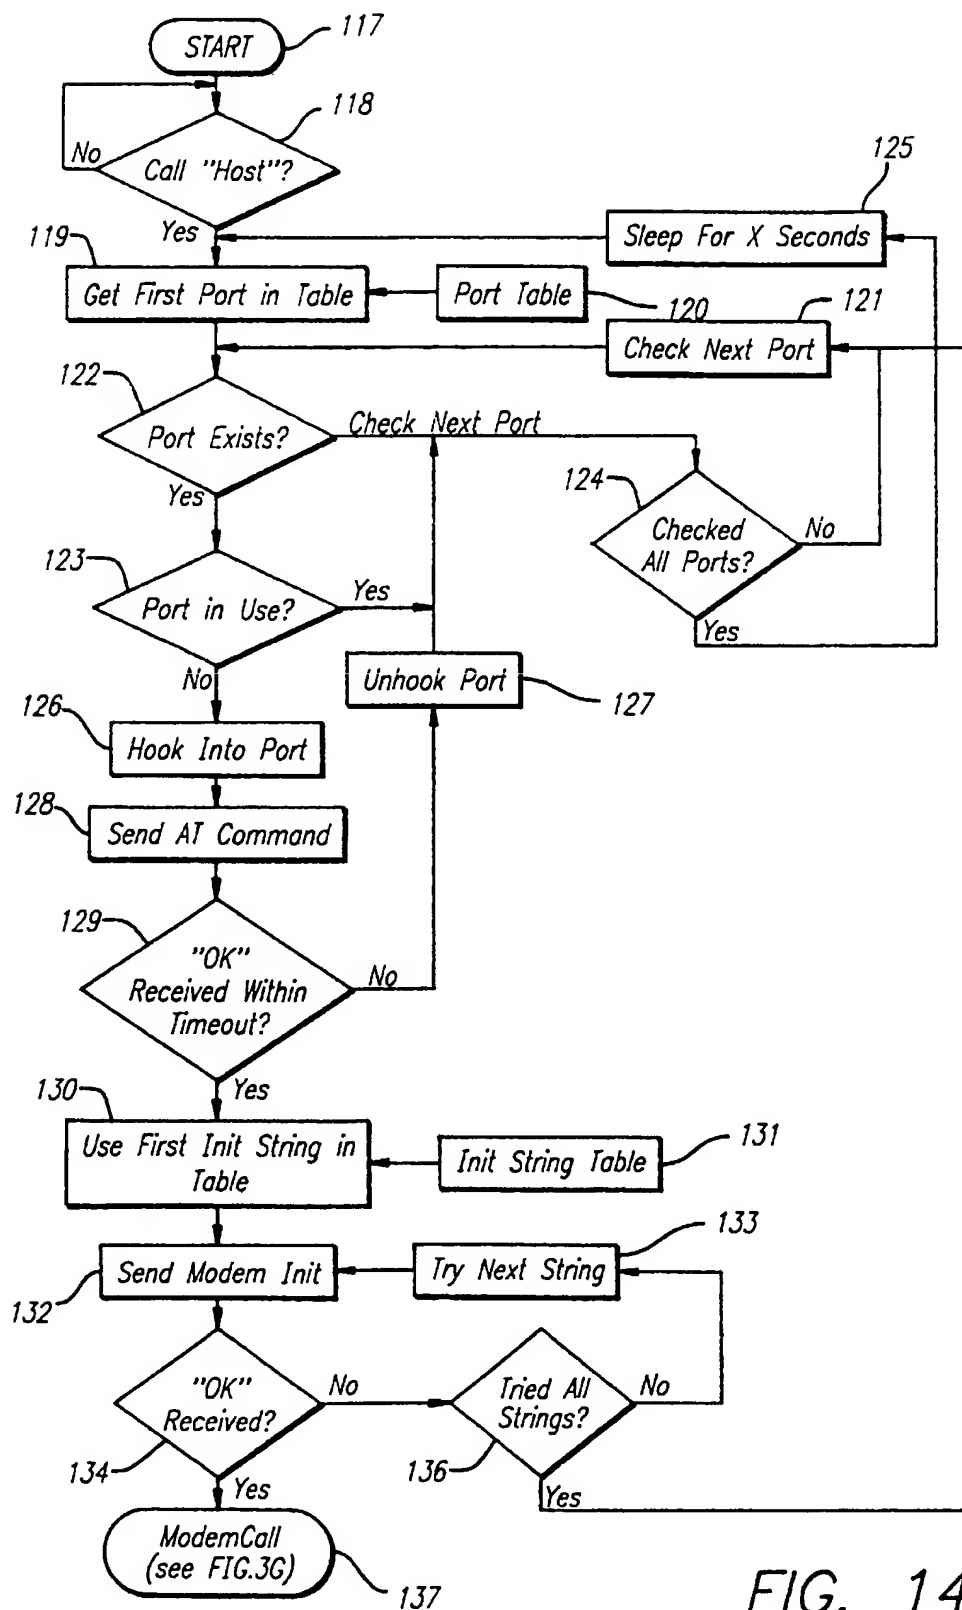 START
117
118
No
Call "Host"?
125
Yes
Sleep For X Seconds
119
Get First Port in Table
Port Table
120
121
Check Next Port
122
Port Exists?
Check Next Port
Yes
124
Checked
All Ports?
No
Yes
123
Port in Use?
Yes
No
Unhook Port
127
126
Hook Into Port
128
Send AT Command
129
"OK"
Received Within
Timeout?
No
Yes
130
Use First Init String in
Table
Init String Table
131
133
Send Modem Init
Try Next String
132
"OK"
Received?
No
Tried All
Strings?
No
134
136
Yes
Yes
ModemCall
(see FIG.3G)
137
FIG. 14